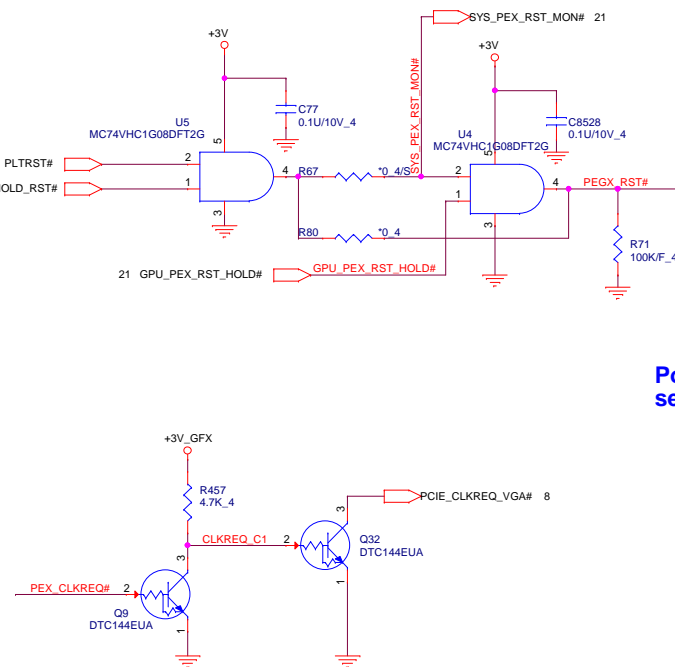 SYS_PEX_RST_MON# 21
+3V
+3V
SYS_PEX_RST_MON#
C77
0.1U/10V_4
C8528
0.1U/10V_4
U5
MC74VHC1G08DFT2G
U4
MC74VHC1G08DFT2G
5
5
PLTRST#
2
4
R67
*0_4/S
2
4
PEGX_RST#
HOLD_RST#
1
1
3
3
R80
*0_4
R71
100K/F_4
21 GPU_PEX_RST_HOLD#
GPU_PEX_RST_HOLD#
+3V_GFX
R457
4.7K_4
PCIE_CLKREQ_VGA# 8
3
CLKREQ_C1
2
Q32
DTC144EUA
3
1
PEX_CLKREQ#
2
Q9
DTC144EUA
1